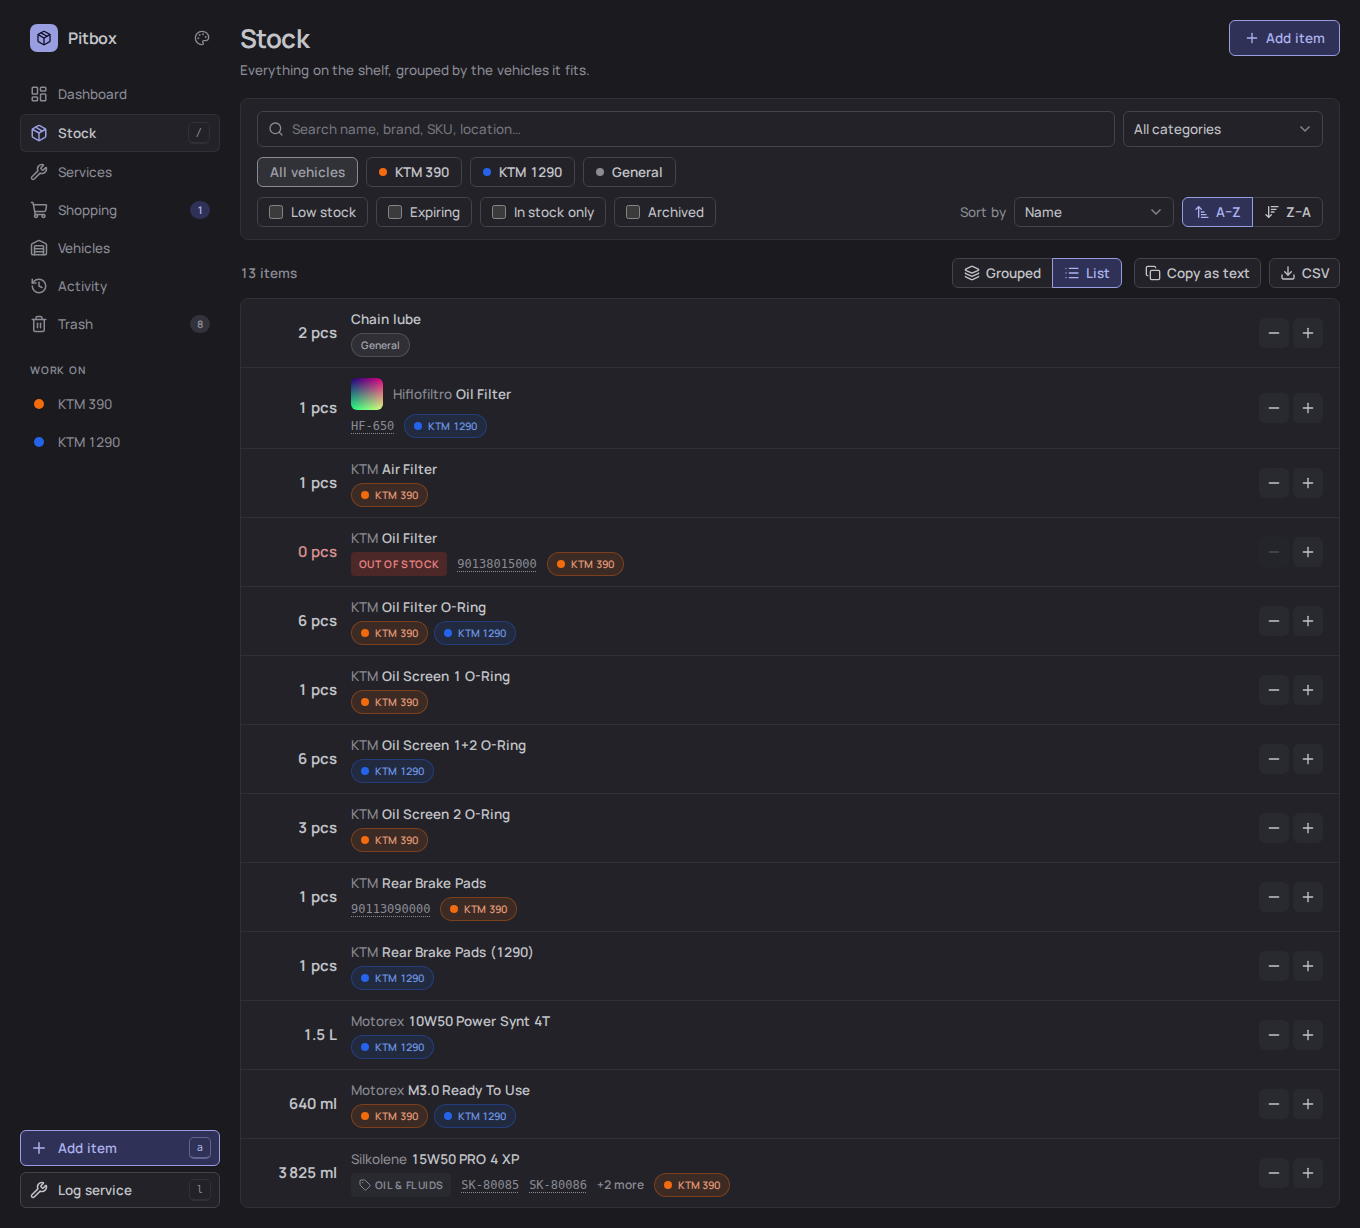 Pitbox
Dashboard
Stock /
Services
Shopping 1
Vehicles
Activity
Trash 8
WORK ON
KTM 390
KTM 1290
Add item a
Log service l
Stock
Add item
Everything on the shelf, grouped by the vehicles it fits.
Search name, brand, SKU, location…
All categories
All vehicles KTM 390 KTM 1290 General
Low stock Expiring In stock only Archived Sort by Name A–Z Z–A
13 items Grouped List Copy as text CSV
2 pcs Chain lube
General
1 pcs Hiflofiltro Oil Filter
HF-650 KTM 1290
1 pcs KTM Air Filter
KTM 390
0 pcs KTM Oil Filter
OUT OF STOCK 90138015000 KTM 390
6 pcs KTM Oil Filter O-Ring
KTM 390 KTM 1290
1 pcs KTM Oil Screen 1 O-Ring
KTM 390
6 pcs KTM Oil Screen 1+2 O-Ring
KTM 1290
3 pcs KTM Oil Screen 2 O-Ring
KTM 390
1 pcs KTM Rear Brake Pads
90113090000 KTM 390
1 pcs KTM Rear Brake Pads (1290)
KTM 1290
1.5 L Motorex 10W50 Power Synt 4T
KTM 1290
640 ml Motorex M3.0 Ready To Use
KTM 390 KTM 1290
3 825 ml Silkolene 15W50 PRO 4 XP
OIL & FLUIDS SK-80085 SK-80086 +2 more KTM 390